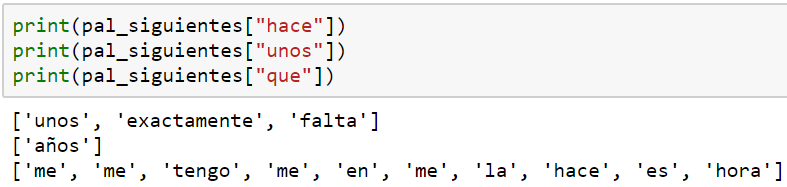 print(pal_siguientes["hace"])
print(pal_siguientes["unos"])
print(pal_siguientes["que"])
['unos', 'exactamente', 'falta']
['años']
['me', 'me', 'tengo', 'me', 'en', 'me', 'la', 'hace', 'es', 'hora']